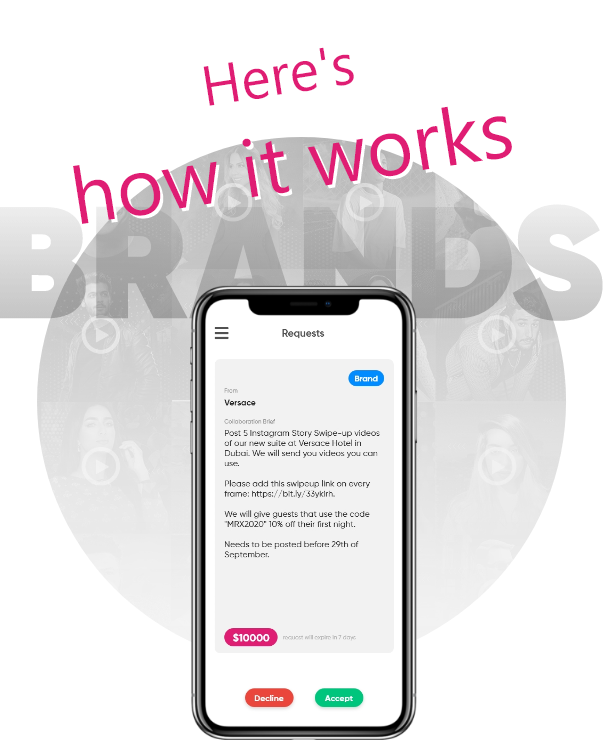 Here's
how it works
BRANDS
Requests
Brand
From
Versace
Collaboration Brief
Post 5 Instagram Story Swipe-up videos
of our new suite at Versace Hotel in
Dubai. We will send you videos you can
use.
Please add this swipeup link on every
frame: https://bit.ly/33yklrh.
We will give guests that use the code
"MRX2020" 10% off their first night.
Needs to be posted before 29th of
September.
$10000 request will expire in 7 days
Decline Accept